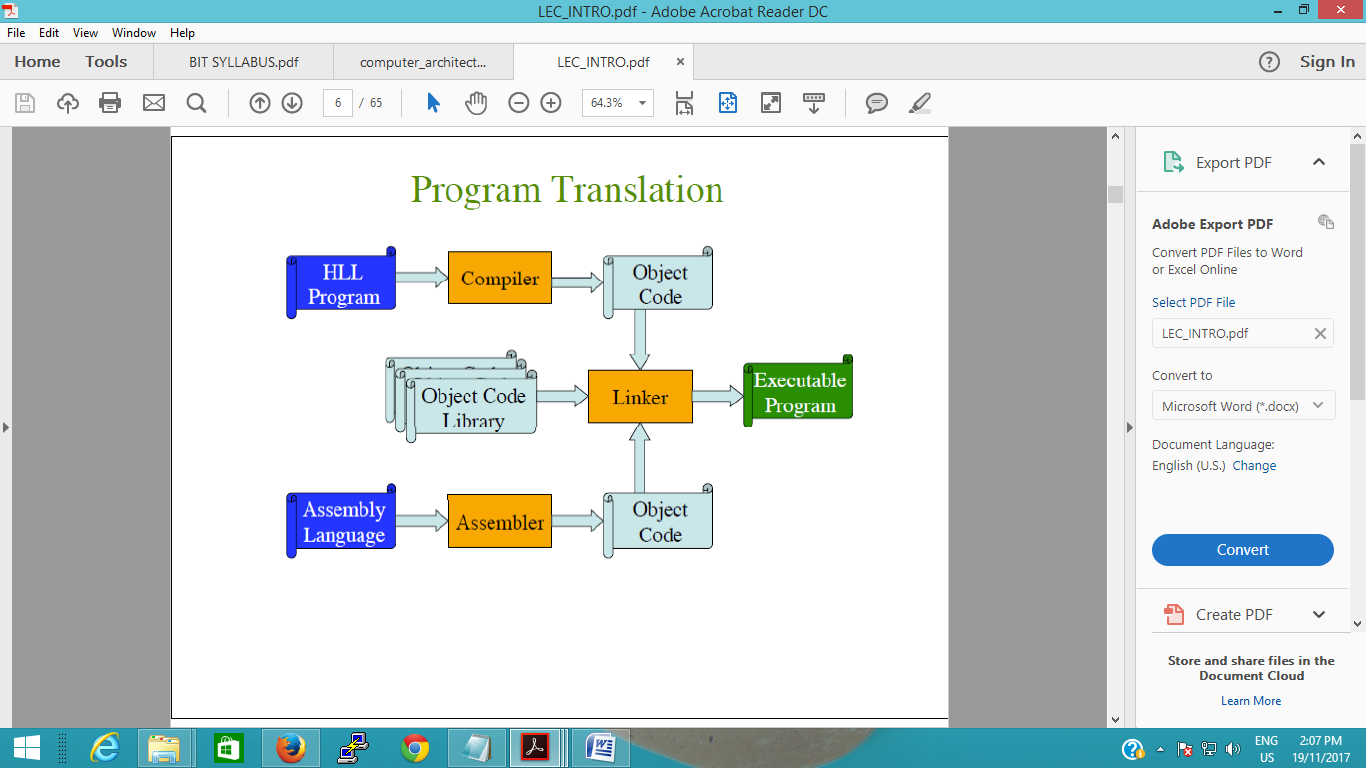 LEC_INTRO.pdf - Adobe Acrobat Reader DC
File Edit View Window Help
Home Tools BIT SYLLABUS.pdf computer_architect... LEC_INTRO.pdf Sign In
6 / 65 64.3%
Program Translation
HLL
Program
Compiler
Object
Code
Object Code
Library
Linker
Executable
Program
Assembly
Language
Assembler
Object
Code
Export PDF
Adobe Export PDF
Convert PDF Files to Word
or Excel Online
Select PDF File
LEC_INTRO.pdf
Convert to
Microsoft Word (*.docx)
Document Language:
English (U.S.) Change
Convert
Create PDF
Store and share files in the
Document Cloud
Learn More
ENG
US
2:07 PM
19/11/2017